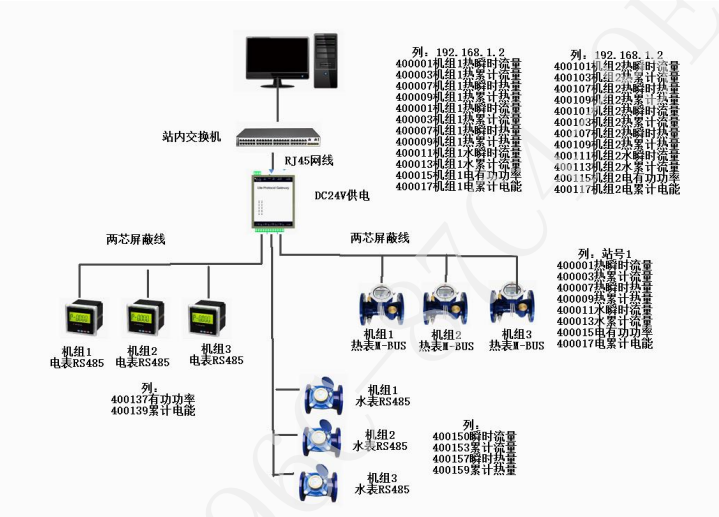 列：192.168.1.2
400001机组1热瞬时流量
400003机组1热累计流量
400007机组1热瞬时热量
400009机组1热累计热量
400001机组1热瞬时流量
400003机组1热累计流量
400007机组1热瞬时热量
400009机组1热累计热量
400011机组1水瞬时流量
400013机组1水累计流量
400015机组1电有功功率
400017机组1电累计电能
列：192.168.1.2
400101机组2热瞬时流量
400103机组2热累计流量
400107机组2热瞬时热量
400109机组2热累计热量
400101机组2热瞬时流量
400103机组2热累计流量
400107机组2热瞬时热量
400109机组2热累计热量
400111机组2水瞬时流量
400113机组2水累计流量
400115机组2电有功功率
400117机组2电累计电能
站内交换机
RJ45网线
DC24V供电
两芯屏蔽线
两芯屏蔽线
列：站号1
400001热瞬时流量
400003热累计流量
400007热瞬时热量
400009热累计热量
400011水瞬时流量
400013水累计流量
400015电有功功率
400017电累计电能
机组1
电表RS485
机组2
电表RS485
机组3
电表RS485
机组1
热表M-BUS
机组2
热表M-BUS
机组3
热表M-BUS
列：
400137有功功率
400139累计电能
机组1
水表RS485
机组2
水表RS485
机组3
水表RS485
列：
400150瞬时流量
400153累计流量
400157瞬时热量
400159累计热量